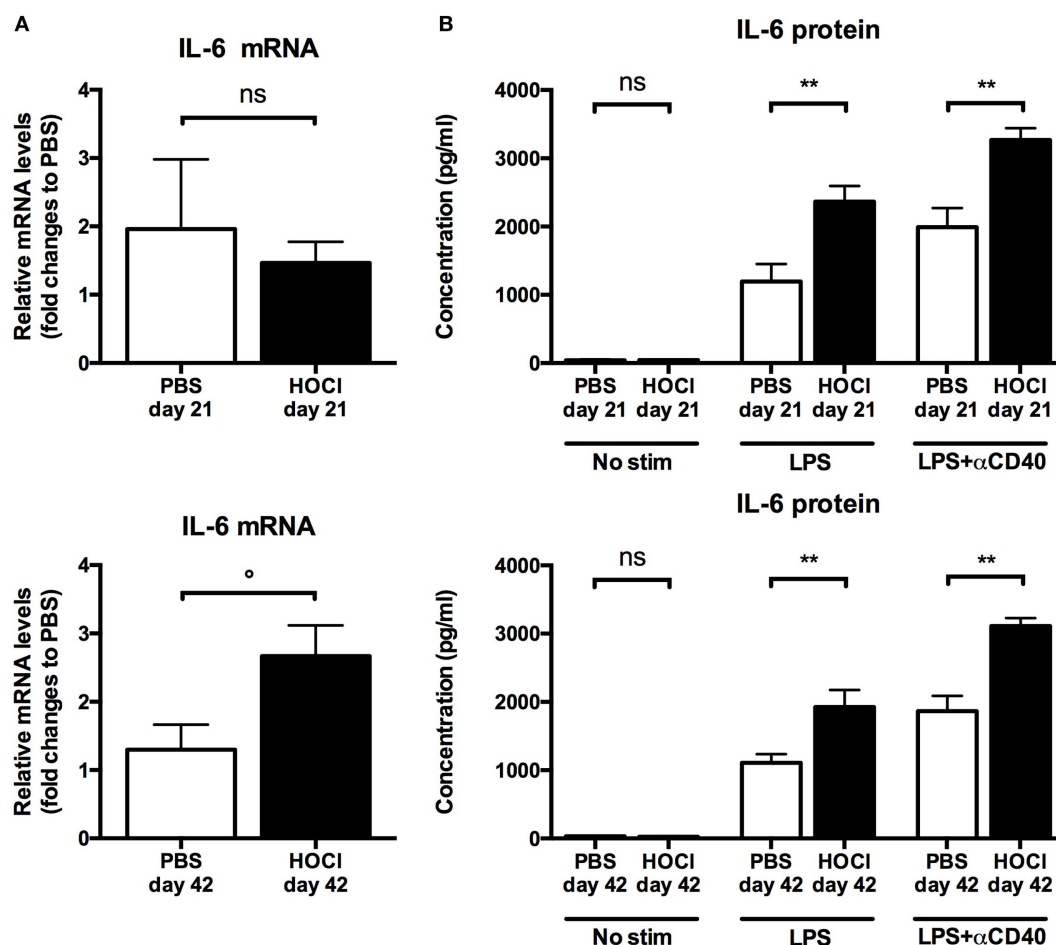 A
IL-6 mRNA
Relative mRNA levels
(fold changes to PBS)
4
3
2
1
0
ns
PBS HOCl
day 21 day 21
B
IL-6 protein
Concentration (pg/ml)
4000
3000
2000
1000
0
ns ** **
PBS HOCl PBS HOCl PBS HOCl
day 21 day 21 day 21 day 21 day 21 day 21
No stim LPS LPS+αCD40
IL-6 mRNA
Relative mRNA levels
(fold changes to PBS)
4
3
2
1
0
°
PBS HOCl
day 42 day 42
IL-6 protein
Concentration (pg/ml)
4000
3000
2000
1000
0
ns ** **
PBS HOCl PBS HOCl PBS HOCl
day 42 day 42 day 42 day 42 day 42 day 42
No stim LPS LPS+αCD40